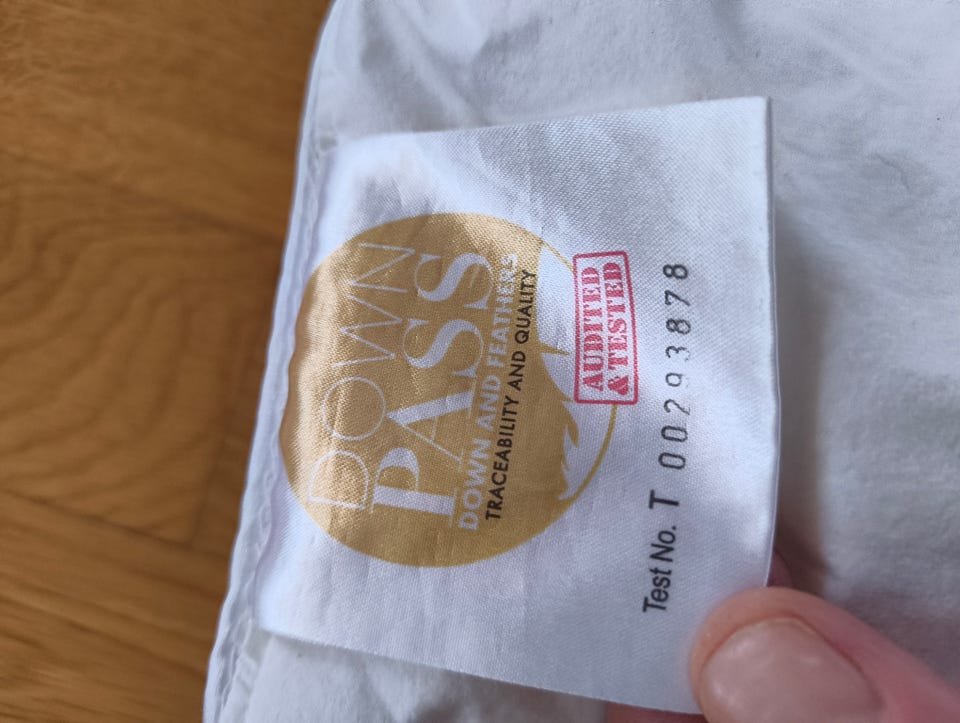 DOWN
PASS
DOWN AND FEATHERS
TRACEABILITY AND QUALITY
AUDITED
& TESTED
Test No. T 00293878